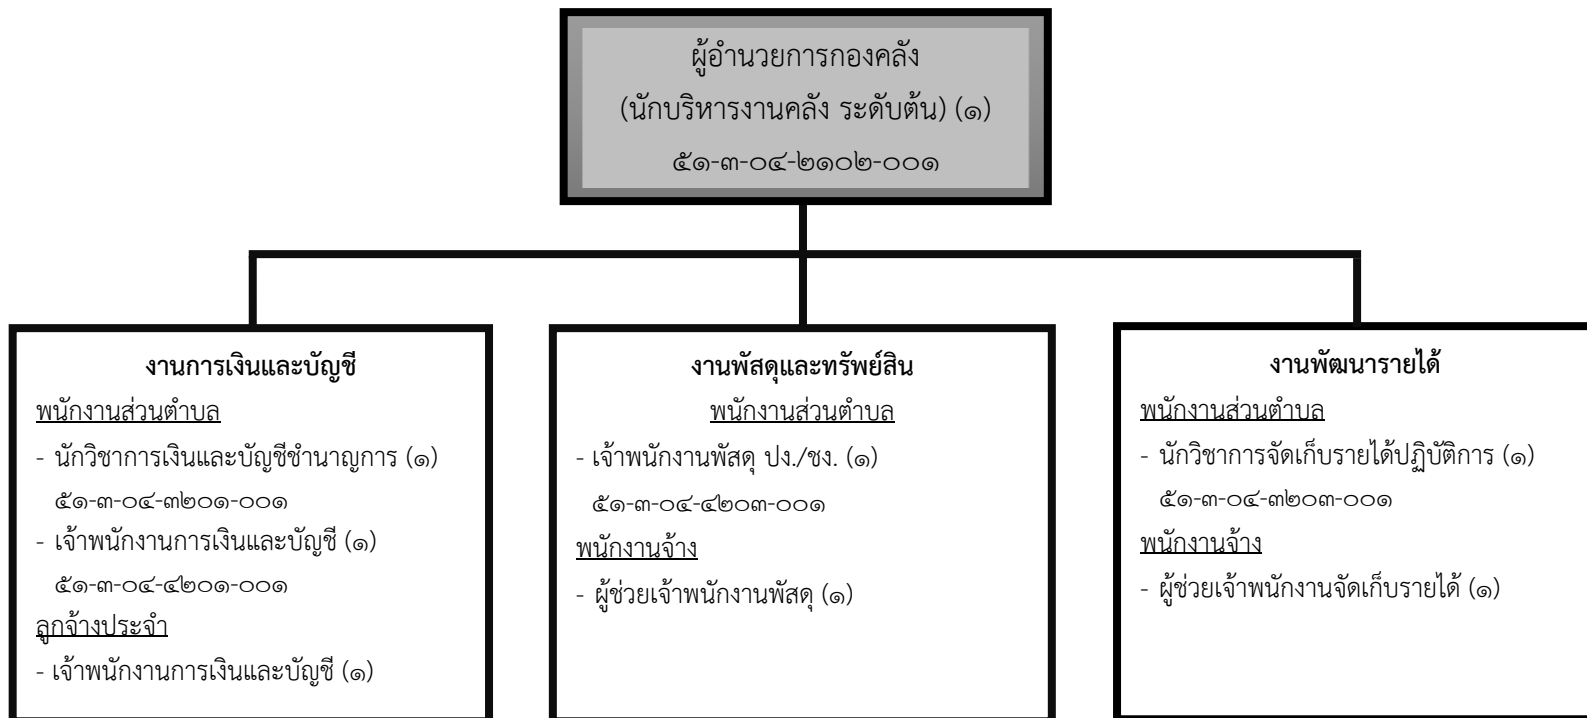 ผู้อำนวยการกองคลัง
(นักบริหารงานคลัง ระดับต้น) (๑)
๕๑-๓-๐๔-๒๑๐๒-๐๐๑
งานการเงินและบัญชี
พนักงานส่วนตำบล
- นักวิชาการเงินและบัญชีชำนาญการ (๑)
๕๑-๓-๐๔-๓๒๐๑-๐๐๑
- เจ้าพนักงานการเงินและบัญชี (๑)
๕๑-๓-๐๔-๔๒๐๑-๐๐๑
ลูกจ้างประจำ
- เจ้าพนักงานการเงินและบัญชี (๑)
งานพัสดุและทรัพย์สิน
พนักงานส่วนตำบล
- เจ้าพนักงานพัสดุ ปง./ชง. (๑)
๕๑-๓-๐๔-๔๒๐๓-๐๐๑
พนักงานจ้าง
- ผู้ช่วยเจ้าพนักงานพัสดุ (๑)
งานพัฒนารายได้
พนักงานส่วนตำบล
- นักวิชาการจัดเก็บรายได้ปฏิบัติการ (๑)
๕๑-๓-๐๔-๓๒๐๓-๐๐๑
พนักงานจ้าง
- ผู้ช่วยเจ้าพนักงานจัดเก็บรายได้ (๑)